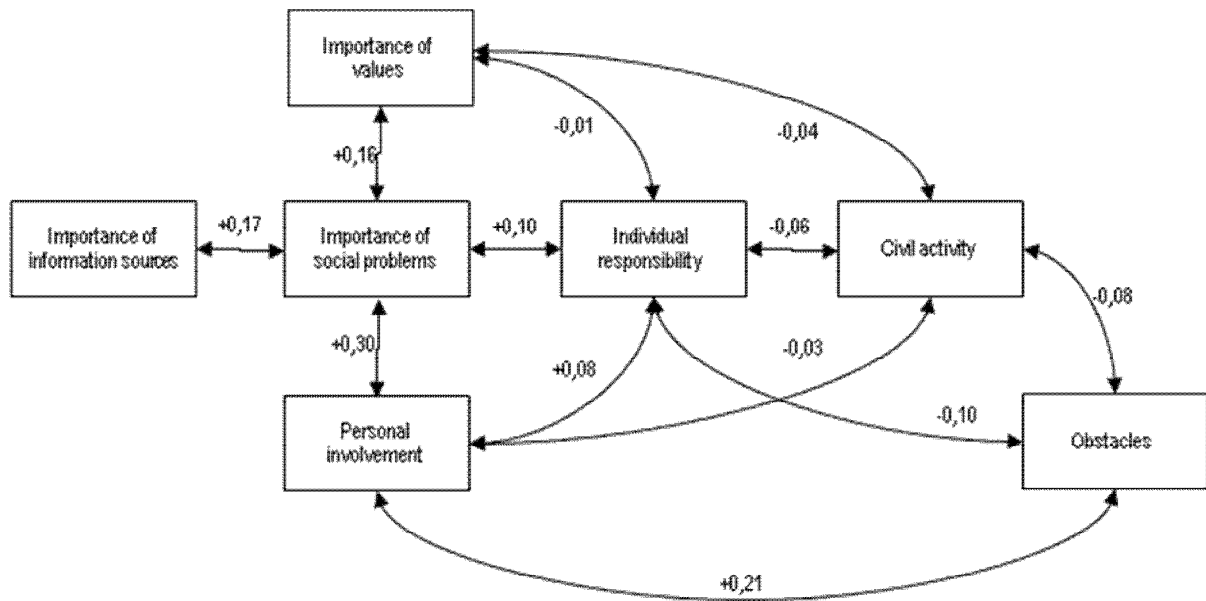 Importance of
values
-0,01
-0,04
+0,16
Importance of
information sources
+0,17
Importance of
social problems
+0,10
Individual
responsibility
-0,06
Civil activity
-0,08
+0,30
+0,08
-0,03
Personal
involvement
-0,10
Obstacles
+0,21